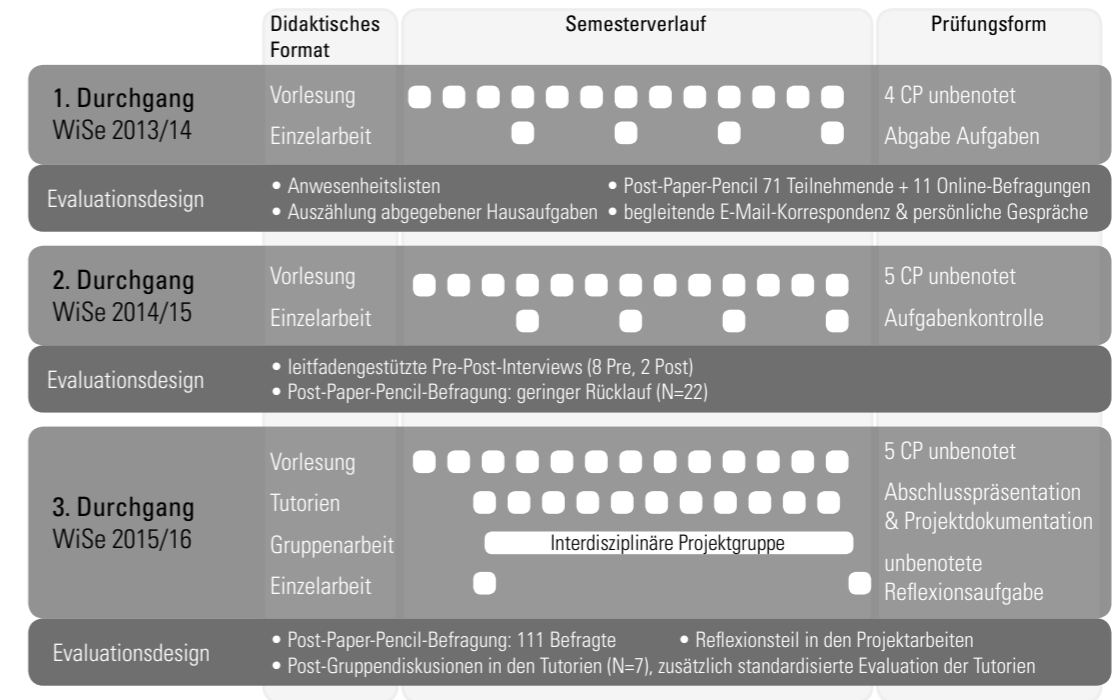 Didaktisches
Format
Semesterverlauf
Prüfungsform
1. Durchgang
WiSe 2013/14
Vorlesung
4 CP unbenotet
Einzelarbeit
Abgabe Aufgaben
Evaluationsdesign
• Anwesenheitslisten
• Post-Paper-Pencil 71 Teilnehmende + 11 Online-Befragungen
• Auszählung abgegebener Hausaufgaben
• begleitende E-Mail-Korrespondenz & persönliche Gespräche
2. Durchgang
WiSe 2014/15
Vorlesung
5 CP unbenotet
Einzelarbeit
Aufgabenkontrolle
Evaluationsdesign
• leitfadengestützte Pre-Post-Interviews (8 Pre, 2 Post)
• Post-Paper-Pencil-Befragung: geringer Rücklauf (N=22)
3. Durchgang
WiSe 2015/16
Vorlesung
5 CP unbenotet
Tutorien
Abschlusspräsentation
& Projektdokumentation
Gruppenarbeit
Interdisziplinäre Projektgruppe
Einzelarbeit
unbenotete
Reflexionsaufgabe
Evaluationsdesign
• Post-Paper-Pencil-Befragung: 111 Befragte
• Reflexionsteil in den Projektarbeiten
• Post-Gruppendiskusionen in den Tutorien (N=7), zusätzlich standardisierte Evaluation der Tutorien